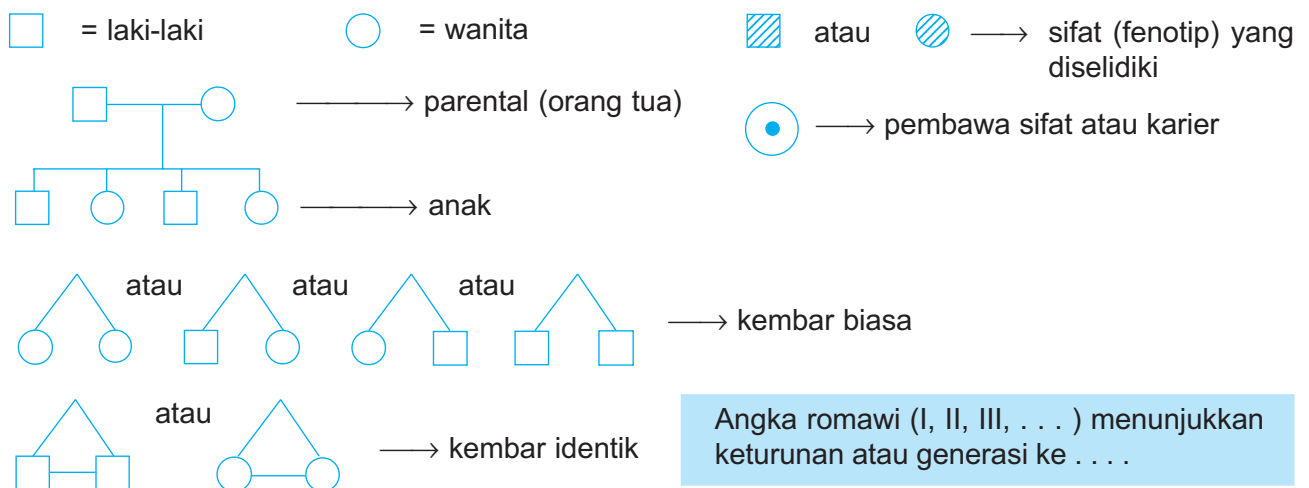 = laki-laki
= wanita
atau
sifat (fenotip) yang
diselidiki
parental (orang tua)
pembawa sifat atau karier
anak
atau atau atau
kembar biasa
atau
kembar identik
Angka romawi (I, II, III, . . . ) menunjukkan
keturunan atau generasi ke . . . .